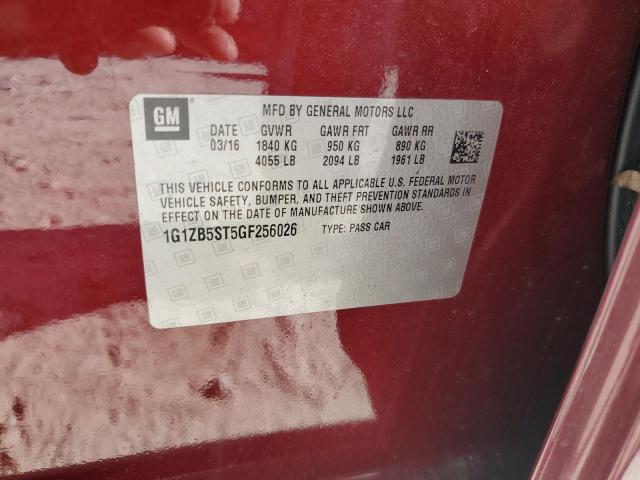 GM
MFD BY GENERAL MOTORS LLC
DATE GVWR GAWR FRT GAWR RR
03/16 1840 KG 950 KG 890 KG
4055 LB 2094 LB 1961 LB
THIS VEHICLE CONFORMS TO ALL APPLICABLE U.S. FEDERAL MOTOR
VEHICLE SAFETY, BUMPER, AND THEFT PREVENTION STANDARDS IN
EFFECT ON THE DATE OF MANUFACTURE SHOWN ABOVE.
1G1ZB5ST5GF256026 TYPE: PASS CAR